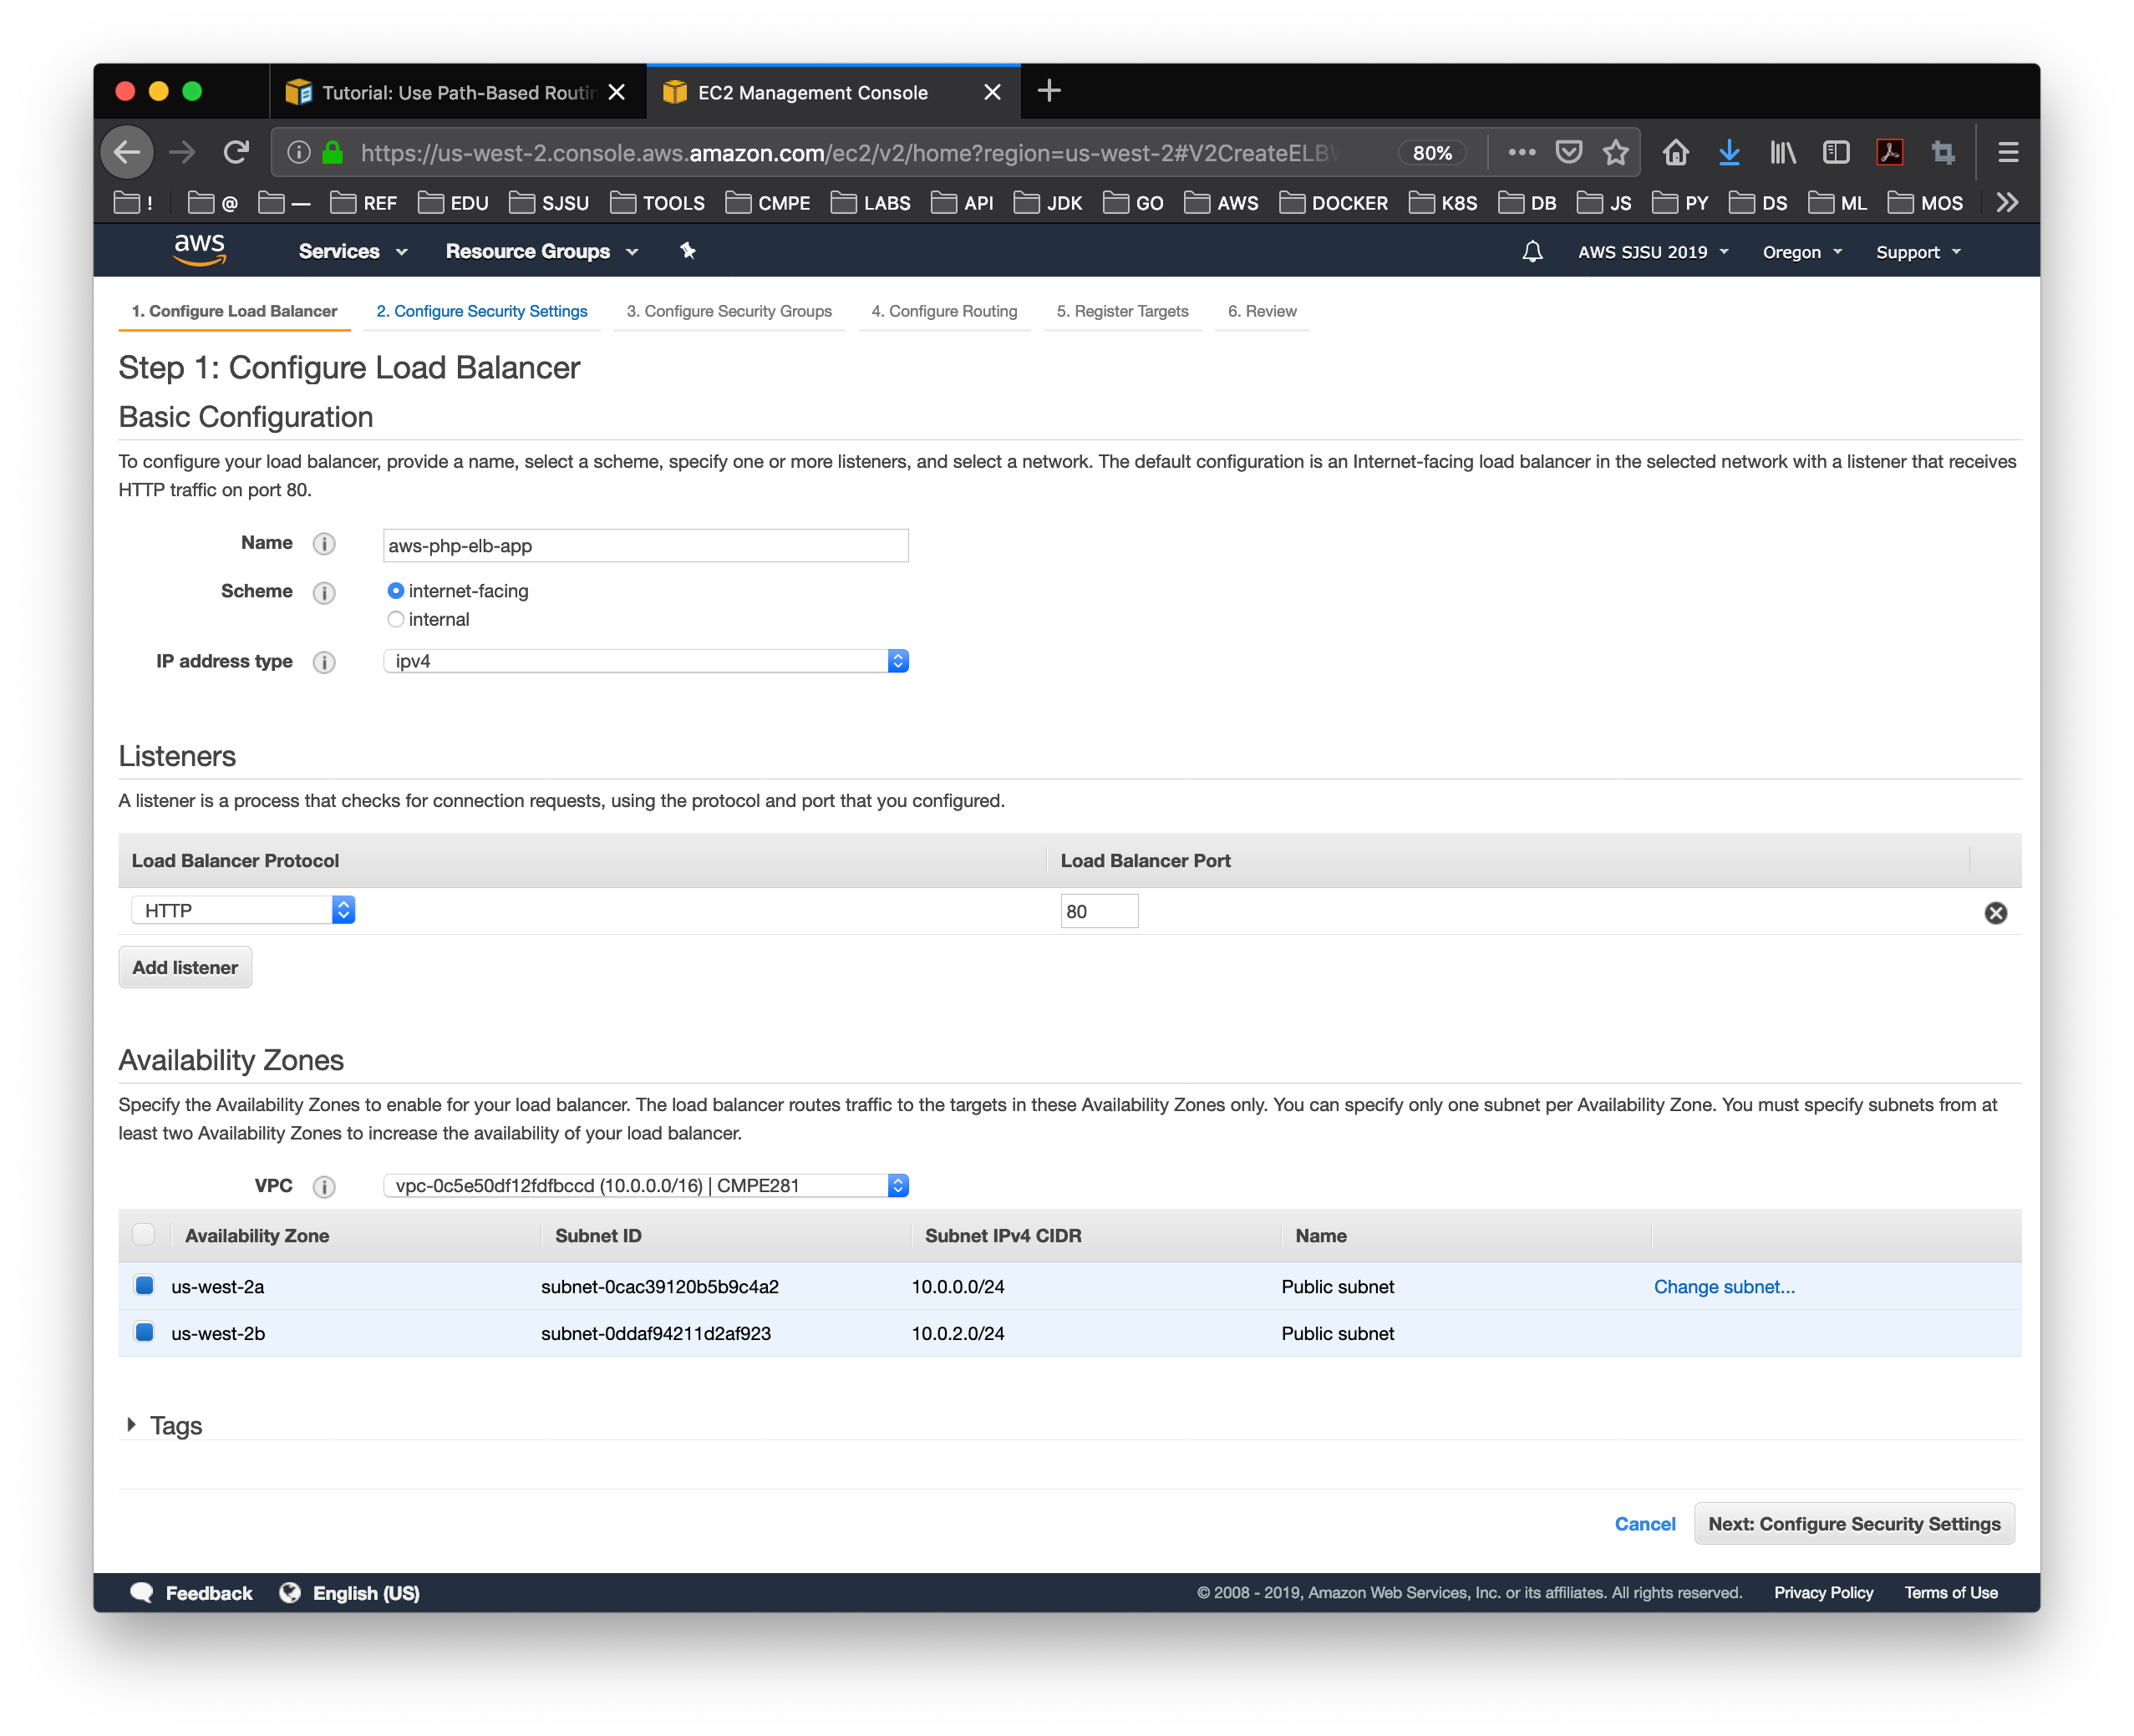 Tutorial: Use Path-Based Routin
EC2 Management Console
https://us-west-2.console.aws.amazon.com/ec2/v2/home?region=us-west-2#V2CreateELBW
80%
!
@
—
REF
EDU
SJSU
TOOLS
CMPE
LABS
API
JDK
GO
AWS
DOCKER
K8S
DB
JS
PY
DS
ML
MOS
aws
Services
Resource Groups
AWS SJSU 2019
Oregon
Support
1. Configure Load Balancer
2. Configure Security Settings
3. Configure Security Groups
4. Configure Routing
5. Register Targets
6. Review
Step 1: Configure Load Balancer
Basic Configuration
To configure your load balancer, provide a name, select a scheme, specify one or more listeners, and select a network. The default configuration is an Internet-facing load balancer in the selected network with a listener that receives
HTTP traffic on port 80.
Name
aws-php-elb-app
Scheme
internet-facing
internal
IP address type
ipv4
Listeners
A listener is a process that checks for connection requests, using the protocol and port that you configured.
Load Balancer Protocol
Load Balancer Port
HTTP
80
Add listener
Availability Zones
Specify the Availability Zones to enable for your load balancer. The load balancer routes traffic to the targets in these Availability Zones only. You can specify only one subnet per Availability Zone. You must specify subnets from at
least two Availability Zones to increase the availability of your load balancer.
VPC
vpc-0c5e50df12fdfbccd (10.0.0.0/16) | CMPE281
Availability Zone
Subnet ID
Subnet IPv4 CIDR
Name
us-west-2a
subnet-0cac39120b5b9c4a2
10.0.0.0/24
Public subnet
Change subnet...
us-west-2b
subnet-0ddaf94211d2af923
10.0.2.0/24
Public subnet
Tags
Cancel
Next: Configure Security Settings
Feedback
English (US)
© 2008 - 2019, Amazon Web Services, Inc. or its affiliates. All rights reserved.
Privacy Policy
Terms of Use